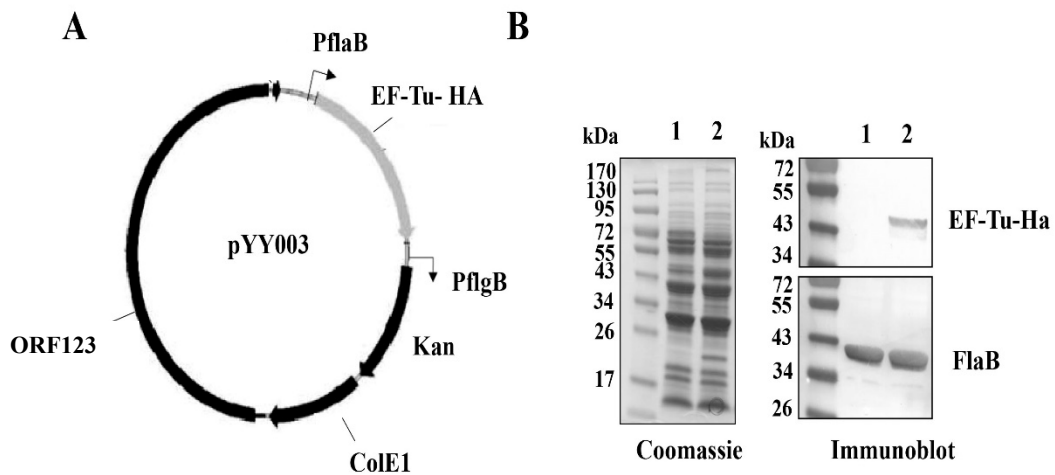 A
PflaB
EF-Tu- HA
pYY003
PflgB
ORF123
Kan
ColE1
B
kDa 1 2
170
130
95
72
55
43
34
26
17
Coomassie
kDa 1 2
72
55
43
34
EF-Tu-Ha
72
55
43
34
26
FlaB
Immunoblot